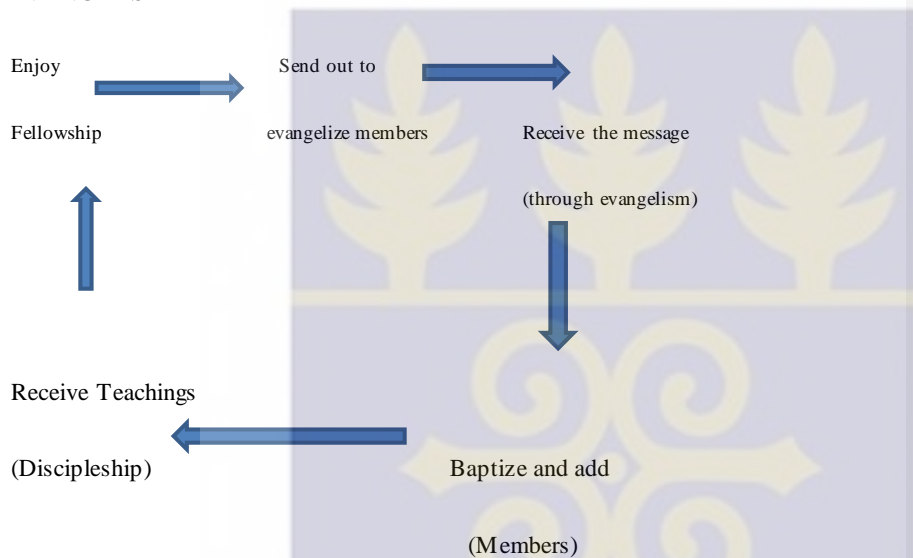 Enjoy
Fellowship
Send out to
evangelize members
Receive the message
(through evangelism)
Baptize and add
(Members)
Receive Teachings
(Discipleship)